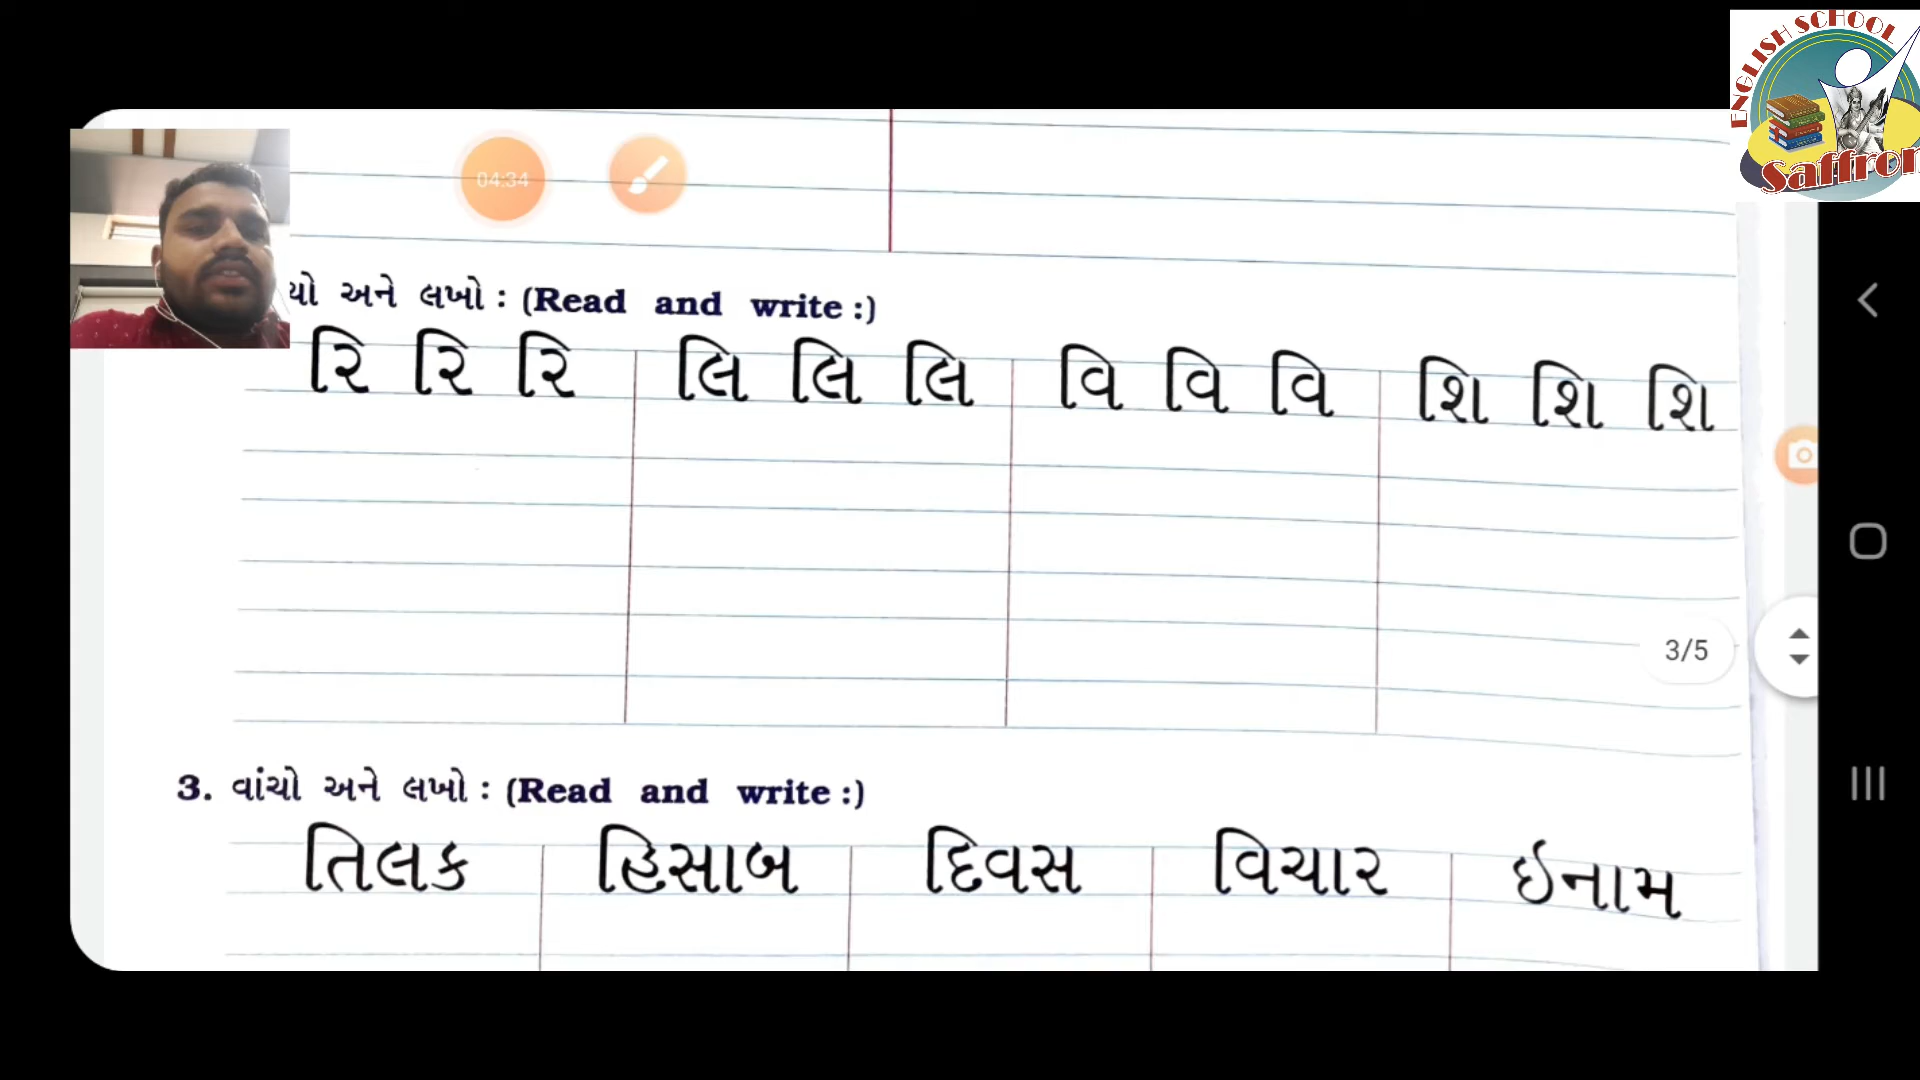 ENGLISH SCHOOL
Saffron
04:34
ચો અને લખો : (Read and write :)
રિ રિ રિ લિ લિ લિ વિ વિ વિ શિ શિ શિ
3/5
3. વાંચો અને લખો : (Read and write :)
તિલક હિસાબ દિવસ વિચાર ઇનામ